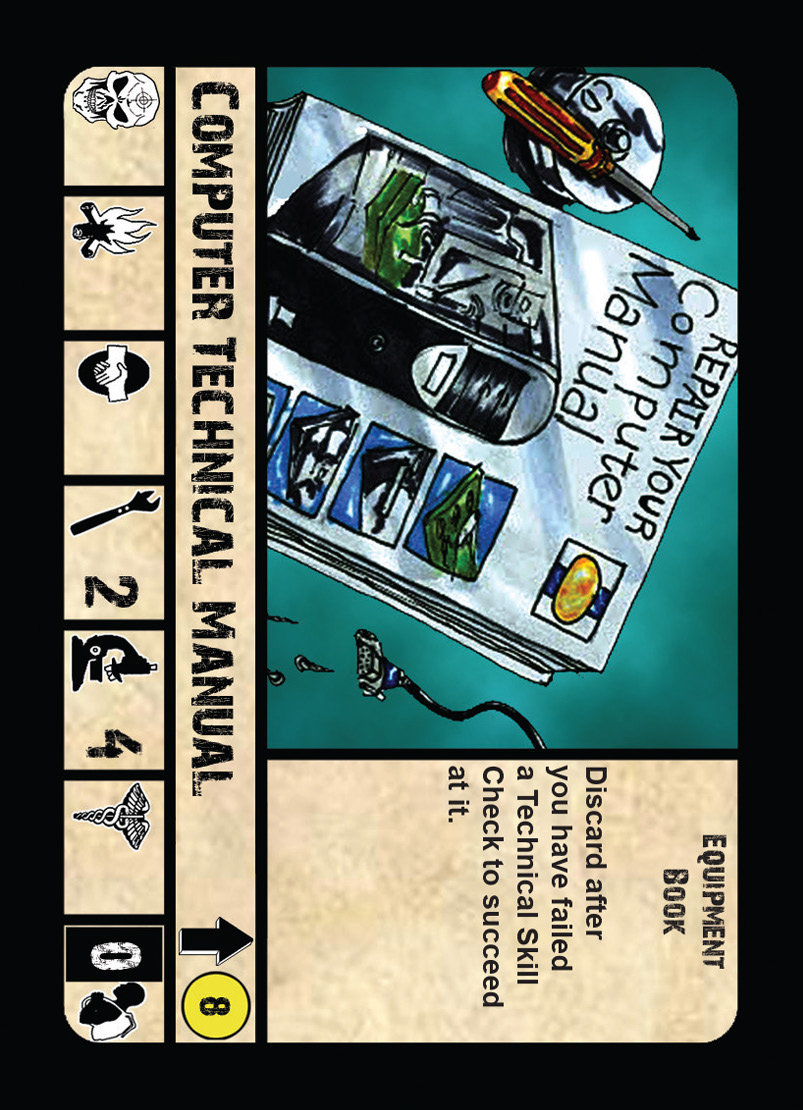 REPAIR YOUR
Computer
Manual
EQUIPMENT
BOOK
Discard after
you have failed
a Technical Skill
Check to succeed
at it.
COMPUTER TECHNICAL MANUAL
8
2
4
0